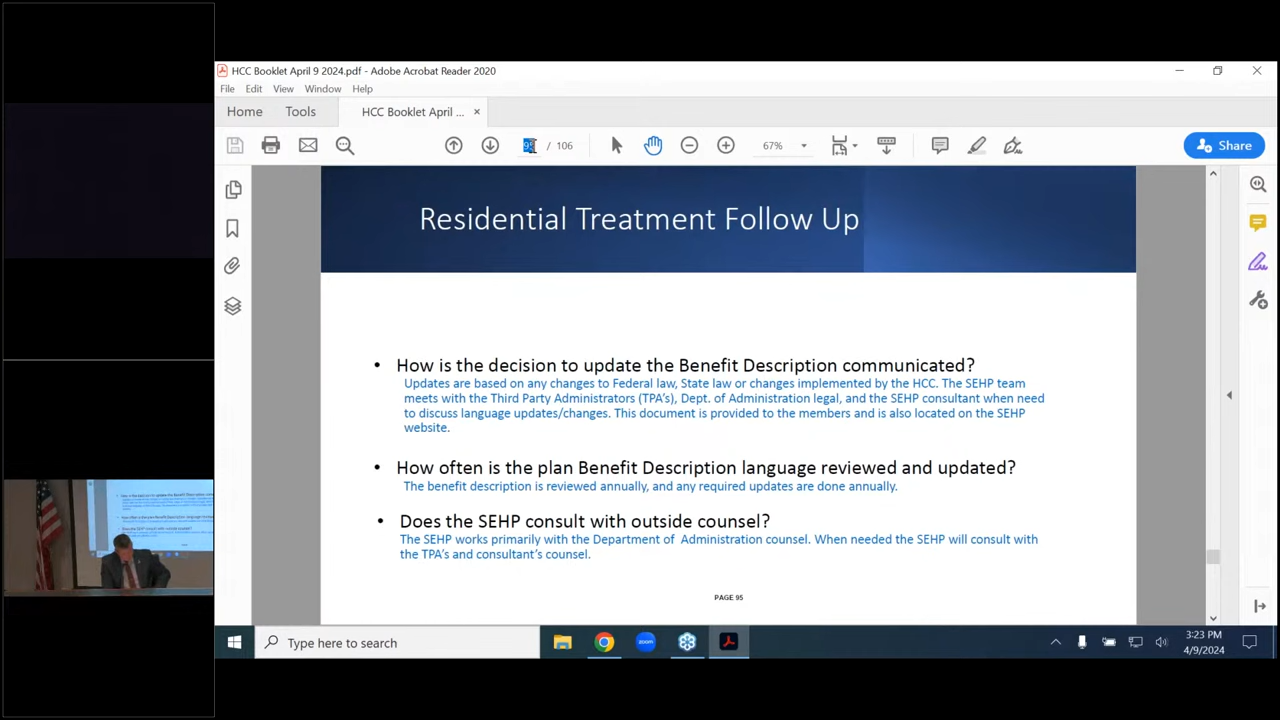 HCC Booklet April 9 2024.pdf - Adobe Acrobat Reader 2020
File Edit View Window Help
Home Tools HCC Booklet April ... ×
/ 106 67%
Share
Residential Treatment Follow Up
• How is the decision to update the Benefit Description communicated?
Updates are based on any changes to Federal law, State law or changes implemented by the HCC. The SEHP team
meets with the Third Party Administrators (TPA's), Dept. of Administration legal, and the SEHP consultant when need
to discuss language updates/changes. This document is provided to the members and is also located on the SEHP
website.
• How often is the plan Benefit Description language reviewed and updated?
The benefit description is reviewed annually, and any required updates are done annually.
• Does the SEHP consult with outside counsel?
The SEHP works primarily with the Department of Administration counsel. When needed the SEHP will consult with
the TPA's and consultant's counsel.
PAGE 95
Type here to search
zoom
3:23 PM
4/9/2024